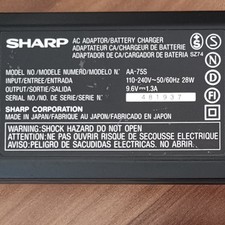 SHARP
AC ADAPTOR/BATTERY CHARGER
ADAPTATEUR CA/CHARGEUR DE BATTERIE
ADAPTADOR DE CA/CARGADOR DE BATERIA
SZ74
MODEL NO./MODELE NUMERO/MODELO N. AA-75S
INPUT/ENTREE/ENTRADA 110-240V~50/60Hz 28W
OUTPUT/SORTIE/SALIDA 9.6V⎓1.3A
SERIAL NO./SERIE NO./
NO. DE SERIE/SERIE N. 481937
SHARP CORPORATION
MADE IN JAPAN/FABRIQUE AU JAPON/FABRICADO EN JAPON
WARNING:SHOCK HAZARD DO NOT OPEN
AVIS:NE PAS OUVRIR RISQUE DE SECOUSSE ELECTRIQUE
AVISO:PELIGRO DE SACUDIDAS ELECTRICAS. NO ABRIR.